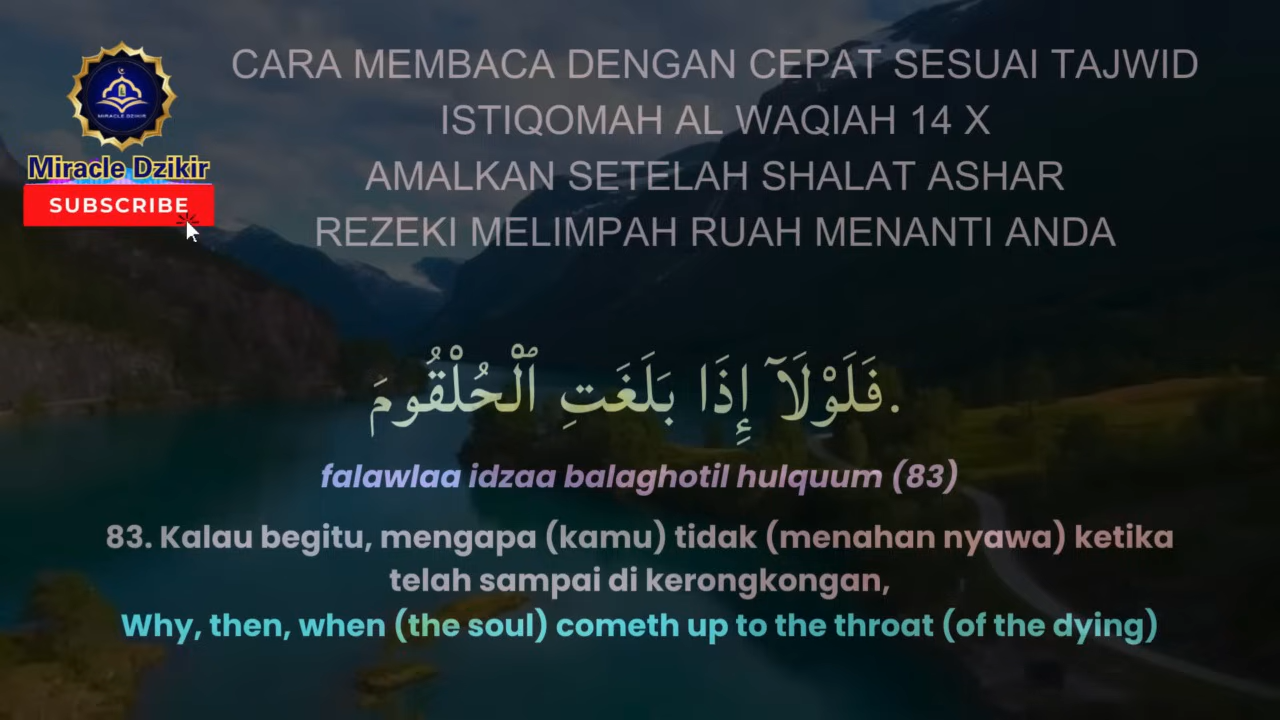 CARA MEMBACA DENGAN CEPAT SESUAI TAJWID
ISTIQOMAH AL WAQIAH 14 X
AMALKAN SETELAH SHALAT ASHAR
REZEKI MELIMPAH RUAH MENANTI ANDA
MIRACLE DZIKIR
Miracle Dzikir
SUBSCRIBE
.فَلَوْلَآ إِذَا بَلَغَتِ ٱلْحُلْقُومَ
falawlaa idzaa balaghotil hulquum (83)
83. Kalau begitu, mengapa (kamu) tidak (menahan nyawa) ketika
telah sampai di kerongkongan,
Why, then, when (the soul) cometh up to the throat (of the dying)